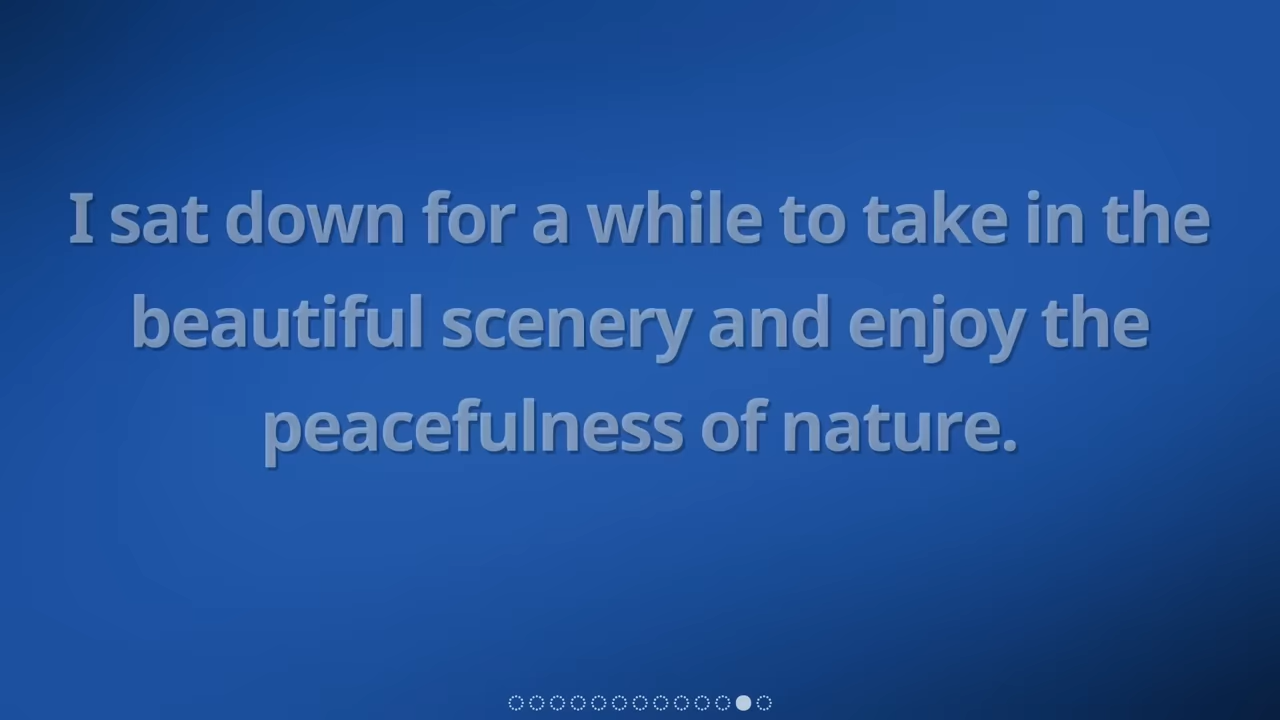 I sat down for a while to take in the
beautiful scenery and enjoy the
peacefulness of nature.